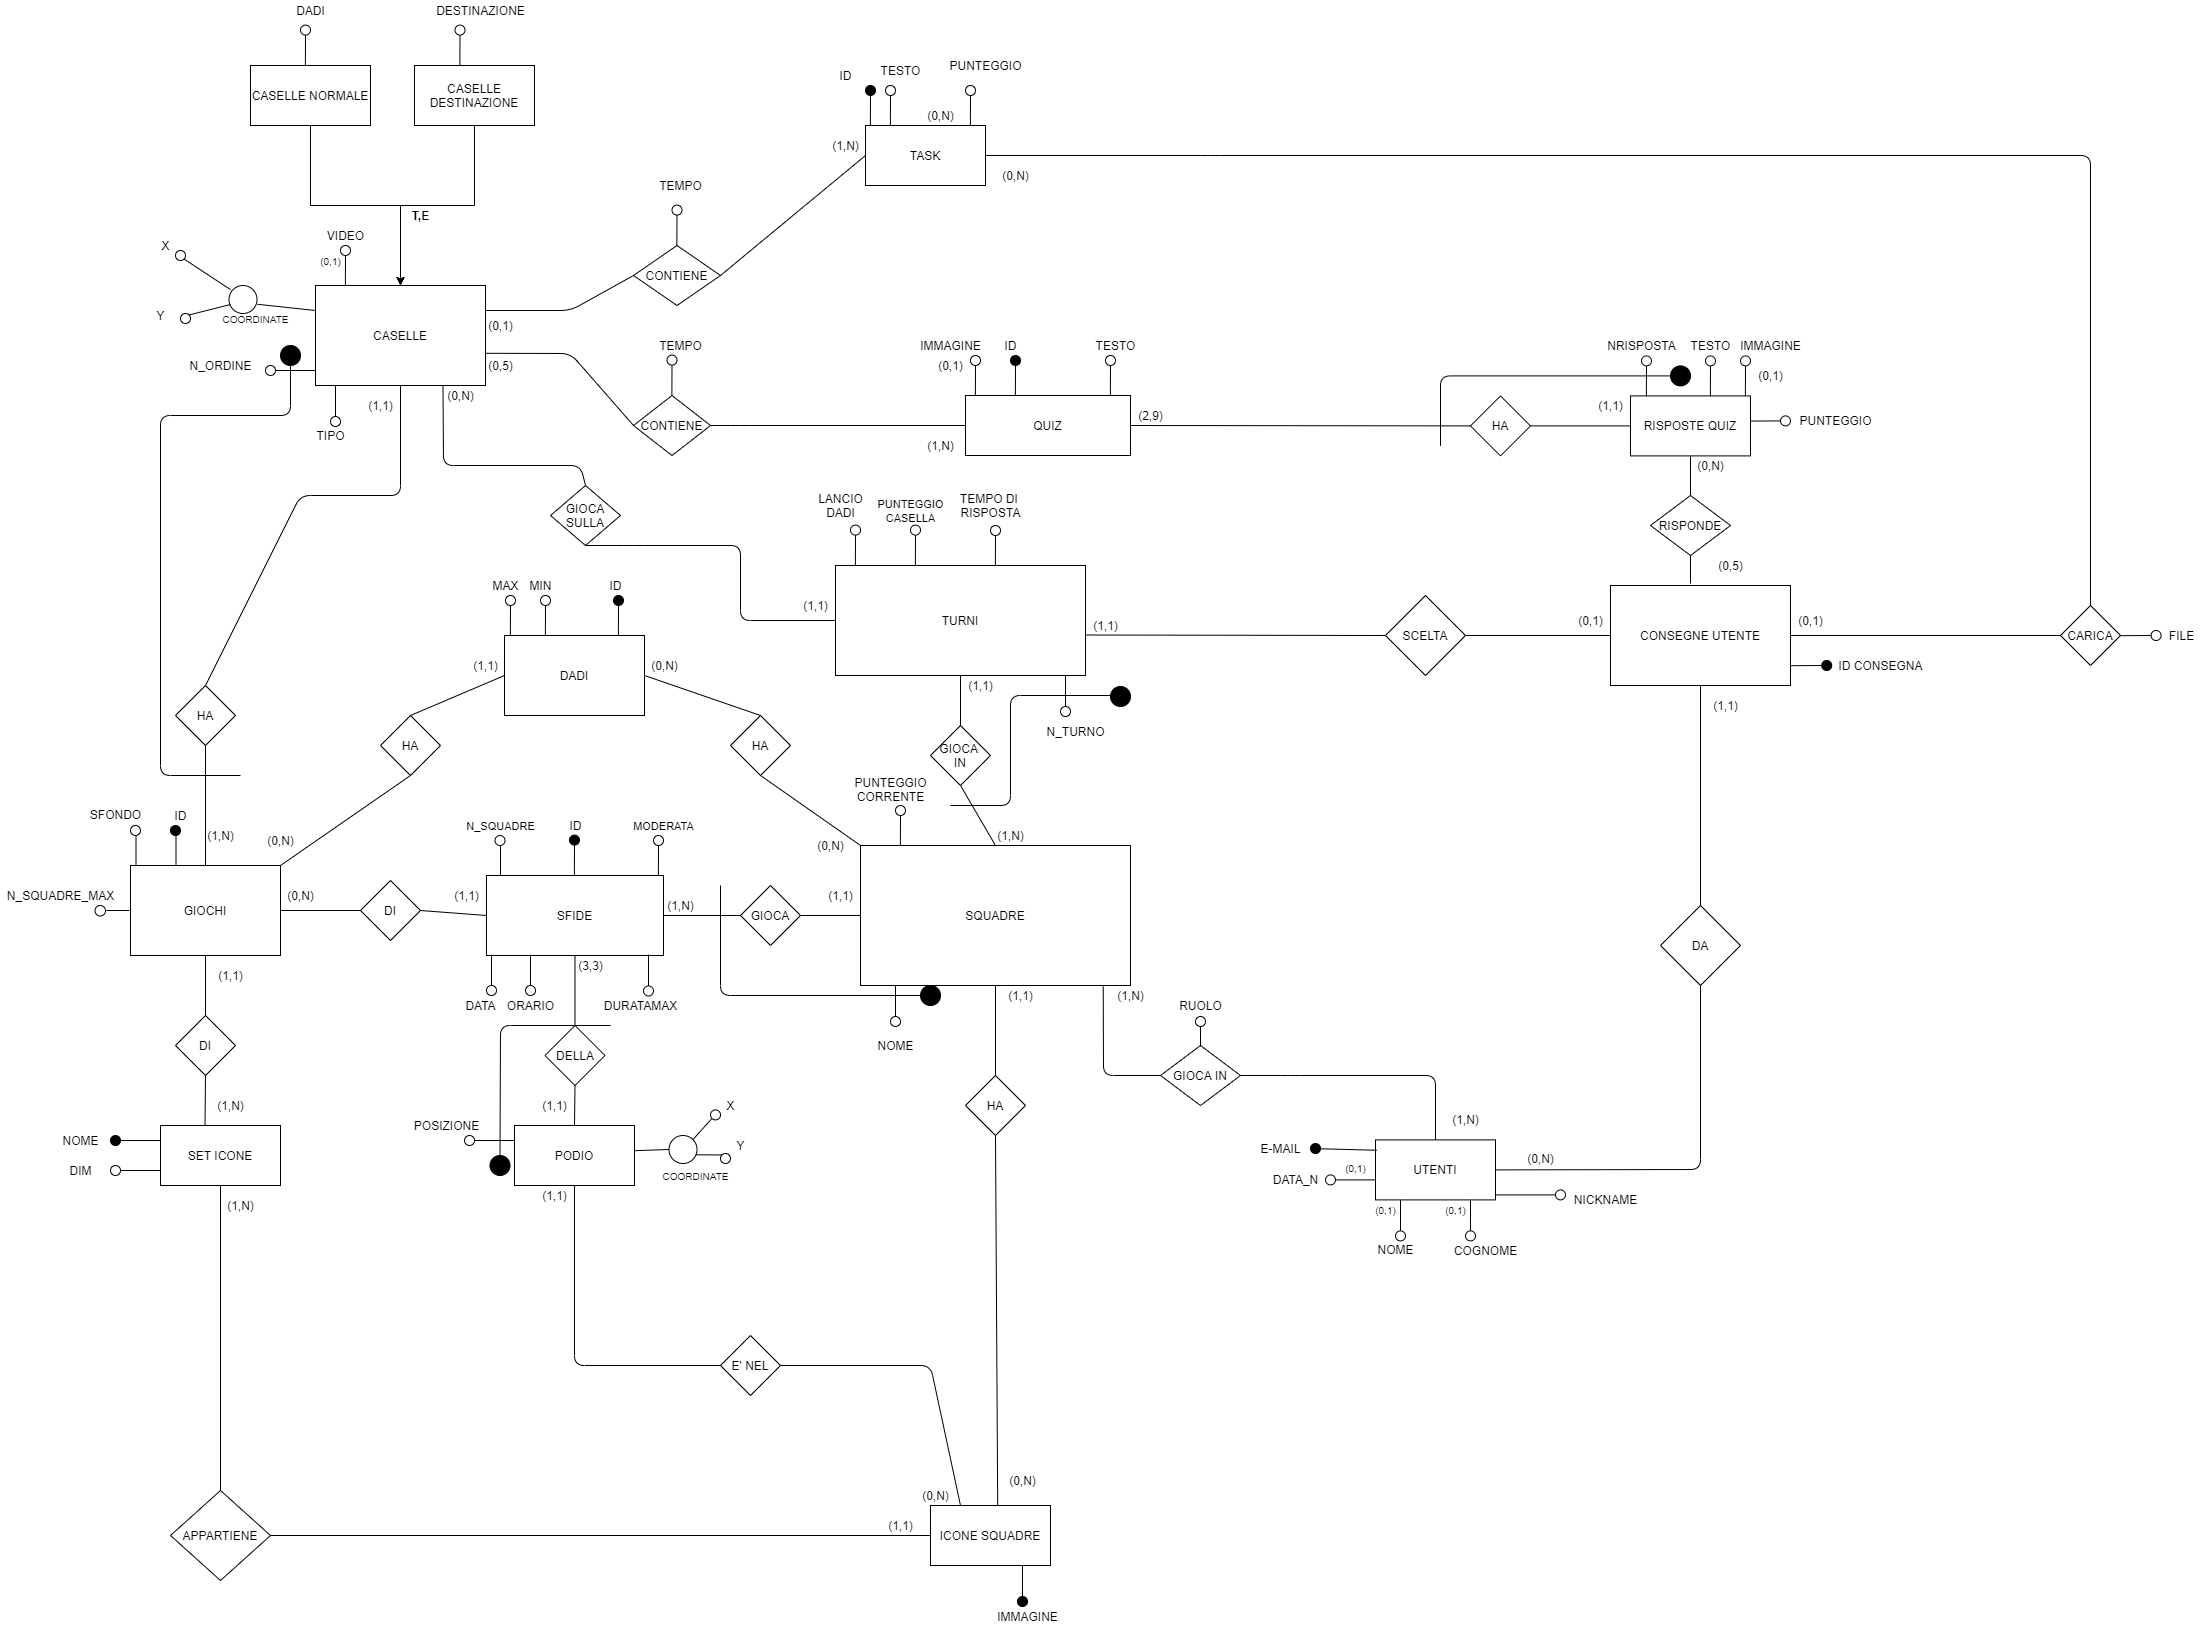 DADI
DESTINAZIONE
CASELLE NORMALE
CASELLE
DESTINAZIONE
T,E
ID
TESTO
PUNTEGGIO
(0,N)
(1,N)
TASK
(0,N)
TEMPO
CONTIENE
X
Y
COORDINATE
VIDEO
(0,1)
CASELLE
(0,1)
(0,5)
N_ORDINE
TIPO
(1,1)
(0,N)
TEMPO
CONTIENE
IMMAGINE
(0,1)
ID
TESTO
QUIZ
(1,N)
(2,9)
HA
NRISPOSTA
TESTO
IMMAGINE
(0,1)
(1,1)
RISPOSTE QUIZ
PUNTEGGIO
(0,N)
RISPONDE
(0,5)
GIOCA
SULLA
LANCIO
DADI
PUNTEGGIO
CASELLA
TEMPO DI
RISPOSTA
(1,1)
TURNI
(1,1)
SCELTA
(0,1)
CONSEGNE UTENTE
(0,1)
CARICA
FILE
ID CONSEGNA
(1,1)
MAX
MIN
ID
(1,1)
DADI
(0,N)
HA
HA
HA
(1,1)
N_TURNO
GIOCA
IN
PUNTEGGIO
CORRENTE
(1,N)
(0,N)
SFONDO
ID
(1,N)
(0,N)
N_SQUADRE_MAX
GIOCHI
(0,N)
DI
(1,1)
N_SQUADRE
ID
MODERATA
SFIDE
(1,N)
GIOCA
(1,1)
SQUADRE
DA
(1,1)
DATA
ORARIO
(3,3)
DURATAMAX
NOME
(1,1)
(1,N)
RUOLO
GIOCA IN
DI
DELLA
HA
(1,N)
(1,1)
NOME
DIM
SET ICONE
(1,N)
POSIZIONE
PODIO
X
Y
COORDINATE
(1,1)
(1,N)
E-MAIL
DATA_N
(0,1)
UTENTI
(0,N)
NICKNAME
(0,1)
(0,1)
NOME
COGNOME
E' NEL
(0,N)
(0,N)
APPARTIENE
(1,1)
ICONE SQUADRE
IMMAGINE